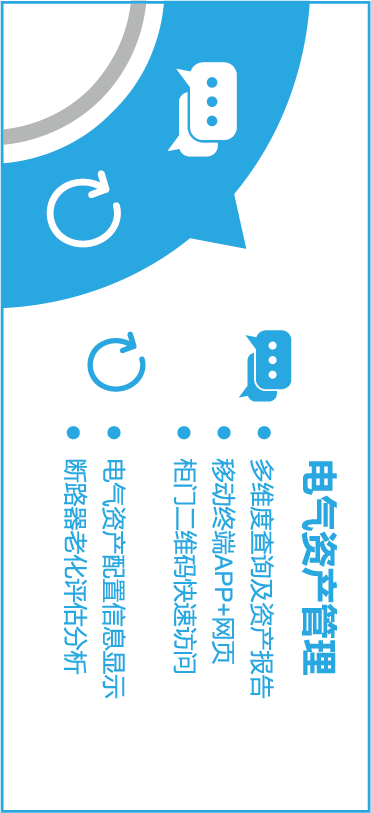 电气资产管理
多维度查询及资产报告
移动终端APP+网页
柜门二维码快速访问
电气资产配置信息显示
断路器老化评估分析